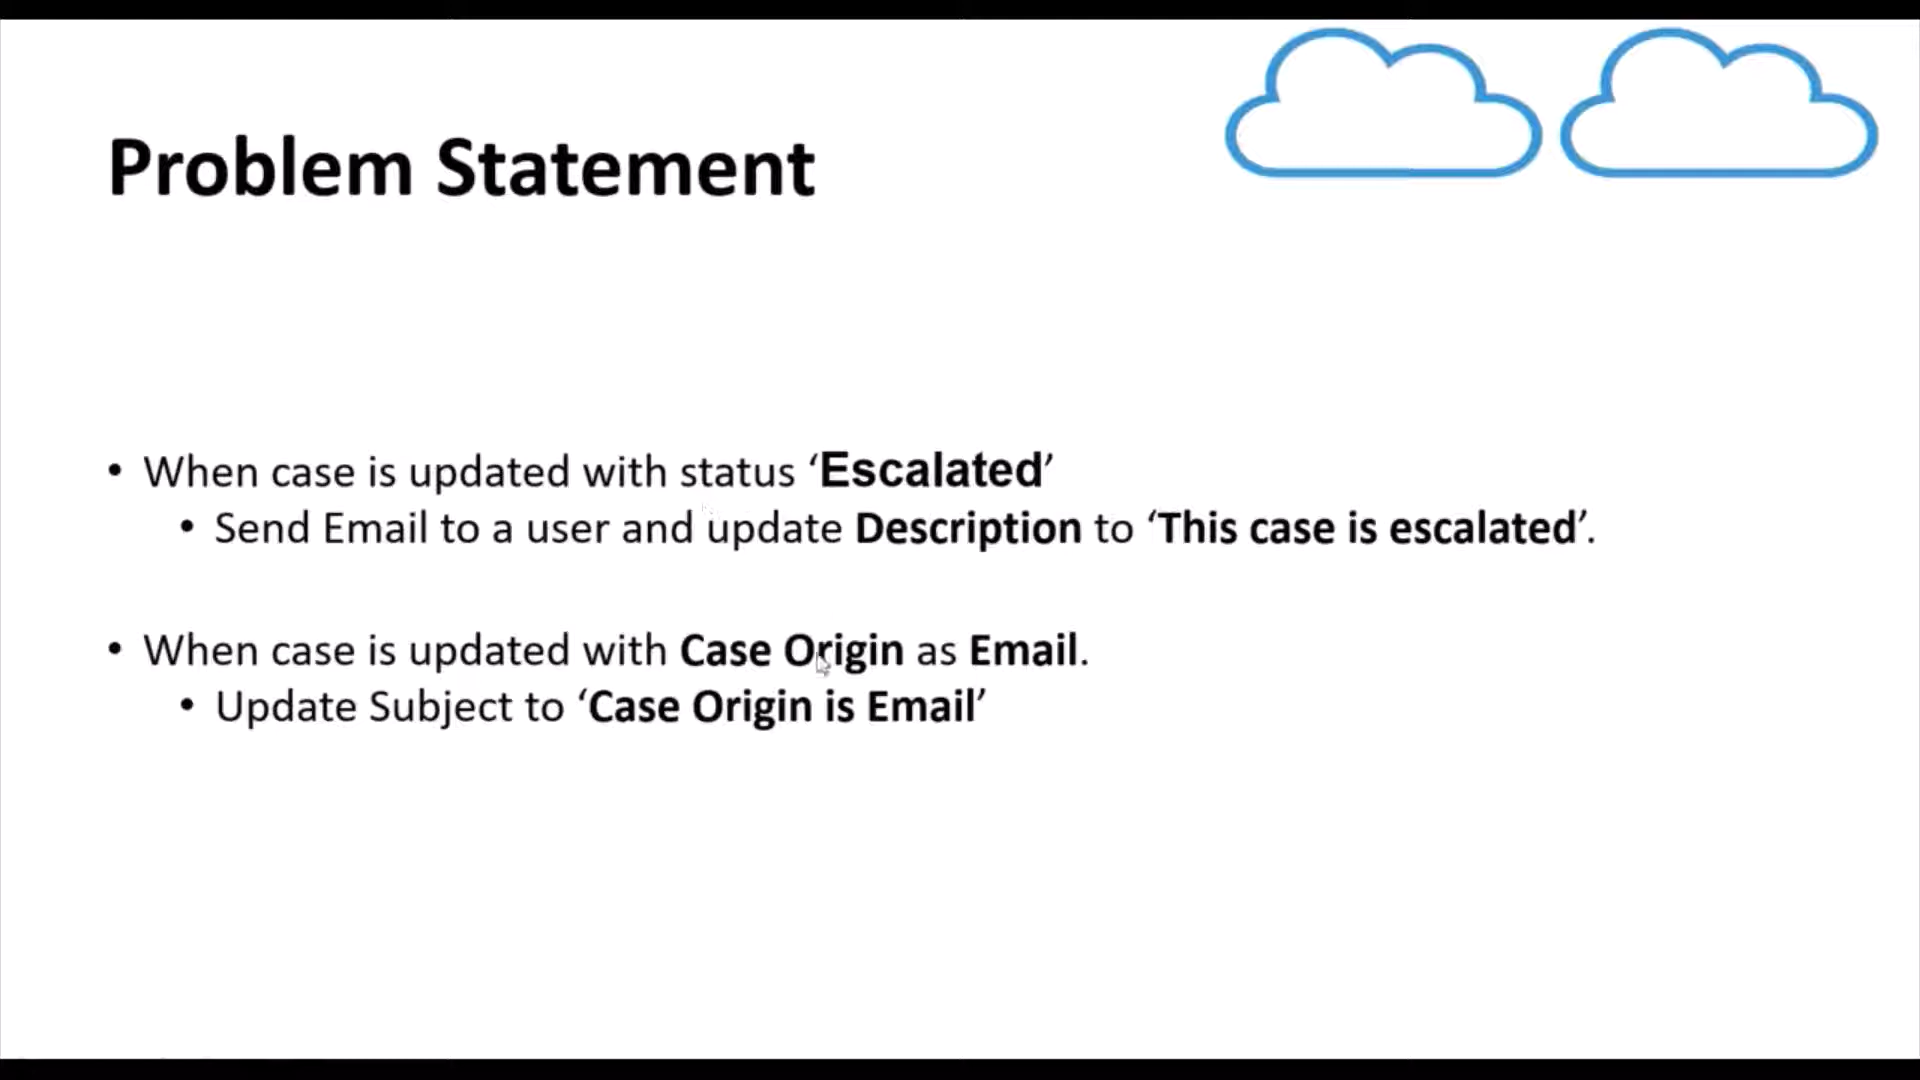 Problem Statement
• When case is updated with status ‘Escalated’
• Send Email to a user and update Description to ‘This case is escalated’.
• When case is updated with Case Origin as Email.
• Update Subject to ‘Case Origin is Email’